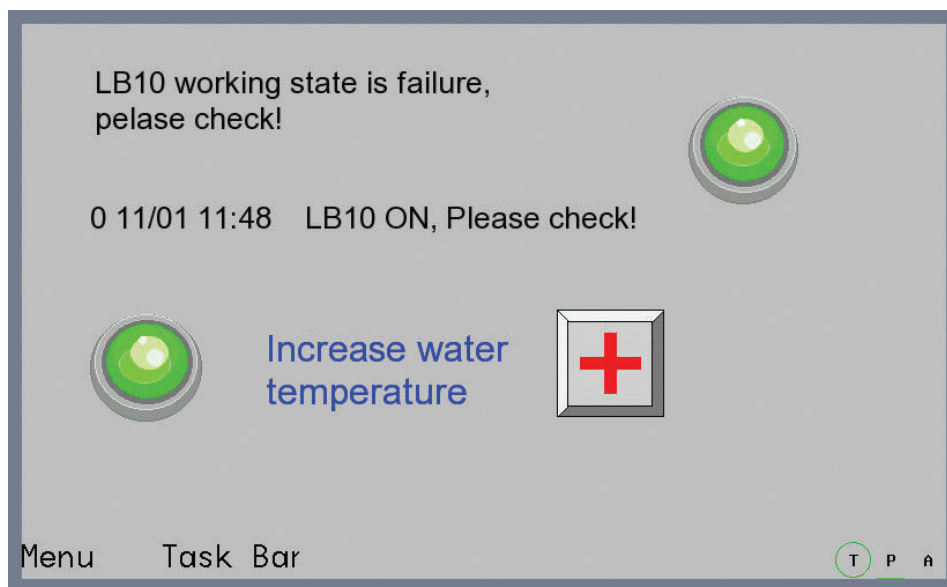 LB10 working state is failure,
pelase check!
0 11/01 11:48 LB10 ON, Please check!
Increase water
temperature
Menu Task Bar T P A